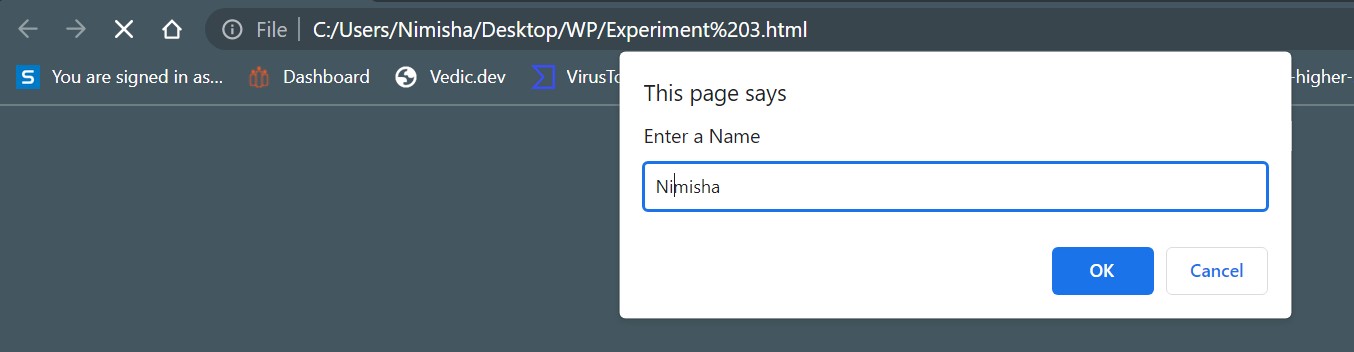 File | C:/Users/Nimisha/Desktop/WP/Experiment%203.html
You are signed in as... Dashboard Vedic.dev VirusTo -higher-
This page says
Enter a Name
Nimisha
OK Cancel